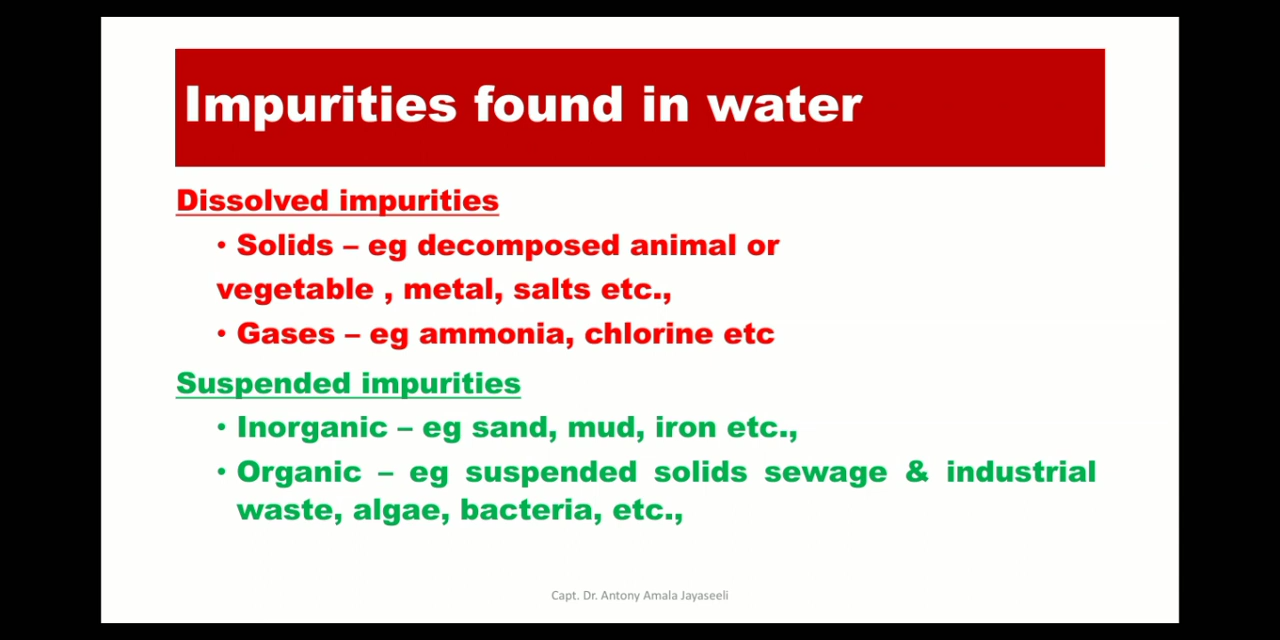 Impurities found in water
Dissolved impurities
• Solids – eg decomposed animal or
vegetable , metal, salts etc.,
• Gases – eg ammonia, chlorine etc
Suspended impurities
• Inorganic – eg sand, mud, iron etc.,
• Organic – eg suspended solids sewage & industrial
waste, algae, bacteria, etc.,
Capt. Dr. Antony Amala Jayaseeli